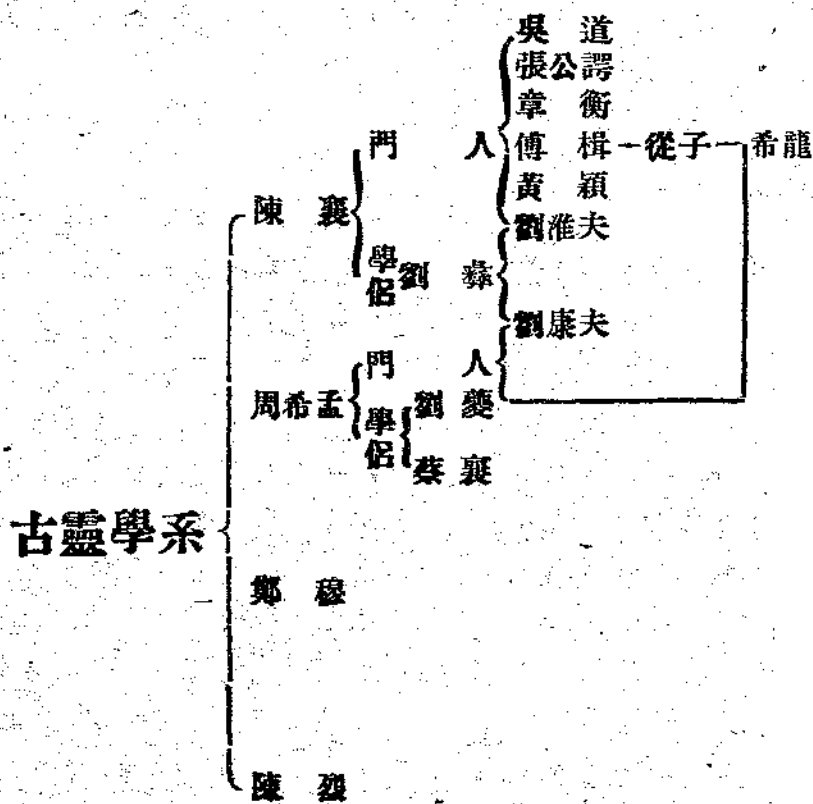 吳道
張公諤
章衡
門人 傅楫 從子 希龍
黃穎
陳襄 劉淮夫
學侶 劉彝
劉康夫
門人
周希孟 劉夔
學侶
蔡襄
古靈學系
鄭穆
陳烈